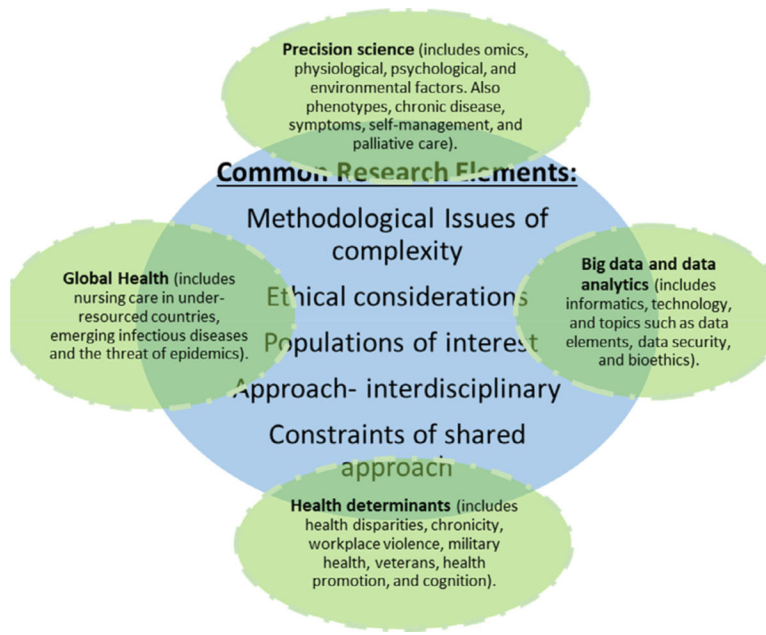 Precision science (includes omics,
physiological, psychological, and
environmental factors. Also
phenotypes, chronic disease,
symptoms, self-management, and
palliative care).
Common Research Elements:
Methodological Issues of
complexity
Ethical considerations
Populations of interest
Approach- interdisciplinary
Constraints of shared
approach
Global Health (includes
nursing care in under-
resourced countries,
emerging infectious diseases
and the threat of epidemics).
Big data and data
analytics (includes
informatics, technology,
and topics such as data
elements, data security,
and bioethics).
Health determinants (includes
health disparities, chronicity,
workplace violence, military
health, veterans, health
promotion, and cognition).